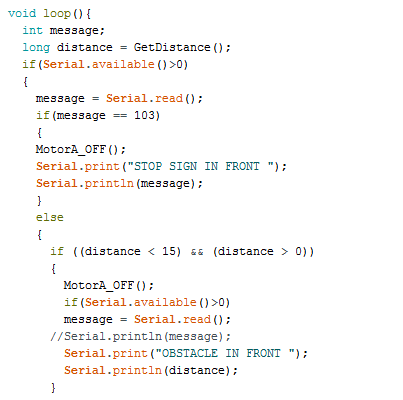 void loop(){
  int message;
  long distance = GetDistance();
  if(Serial.available()>0)
  {
    message = Serial.read();
    if(message == 103)
    {
    MotorA_OFF();
    Serial.print("STOP SIGN IN FRONT ");
    Serial.println(message);
    }
    else
    {
      if ((distance < 15) && (distance > 0))
      {
        MotorA_OFF();
        if(Serial.available()>0)
        message = Serial.read();
      //Serial.println(message);
        Serial.print("OBSTACLE IN FRONT ");
        Serial.println(distance);
      }